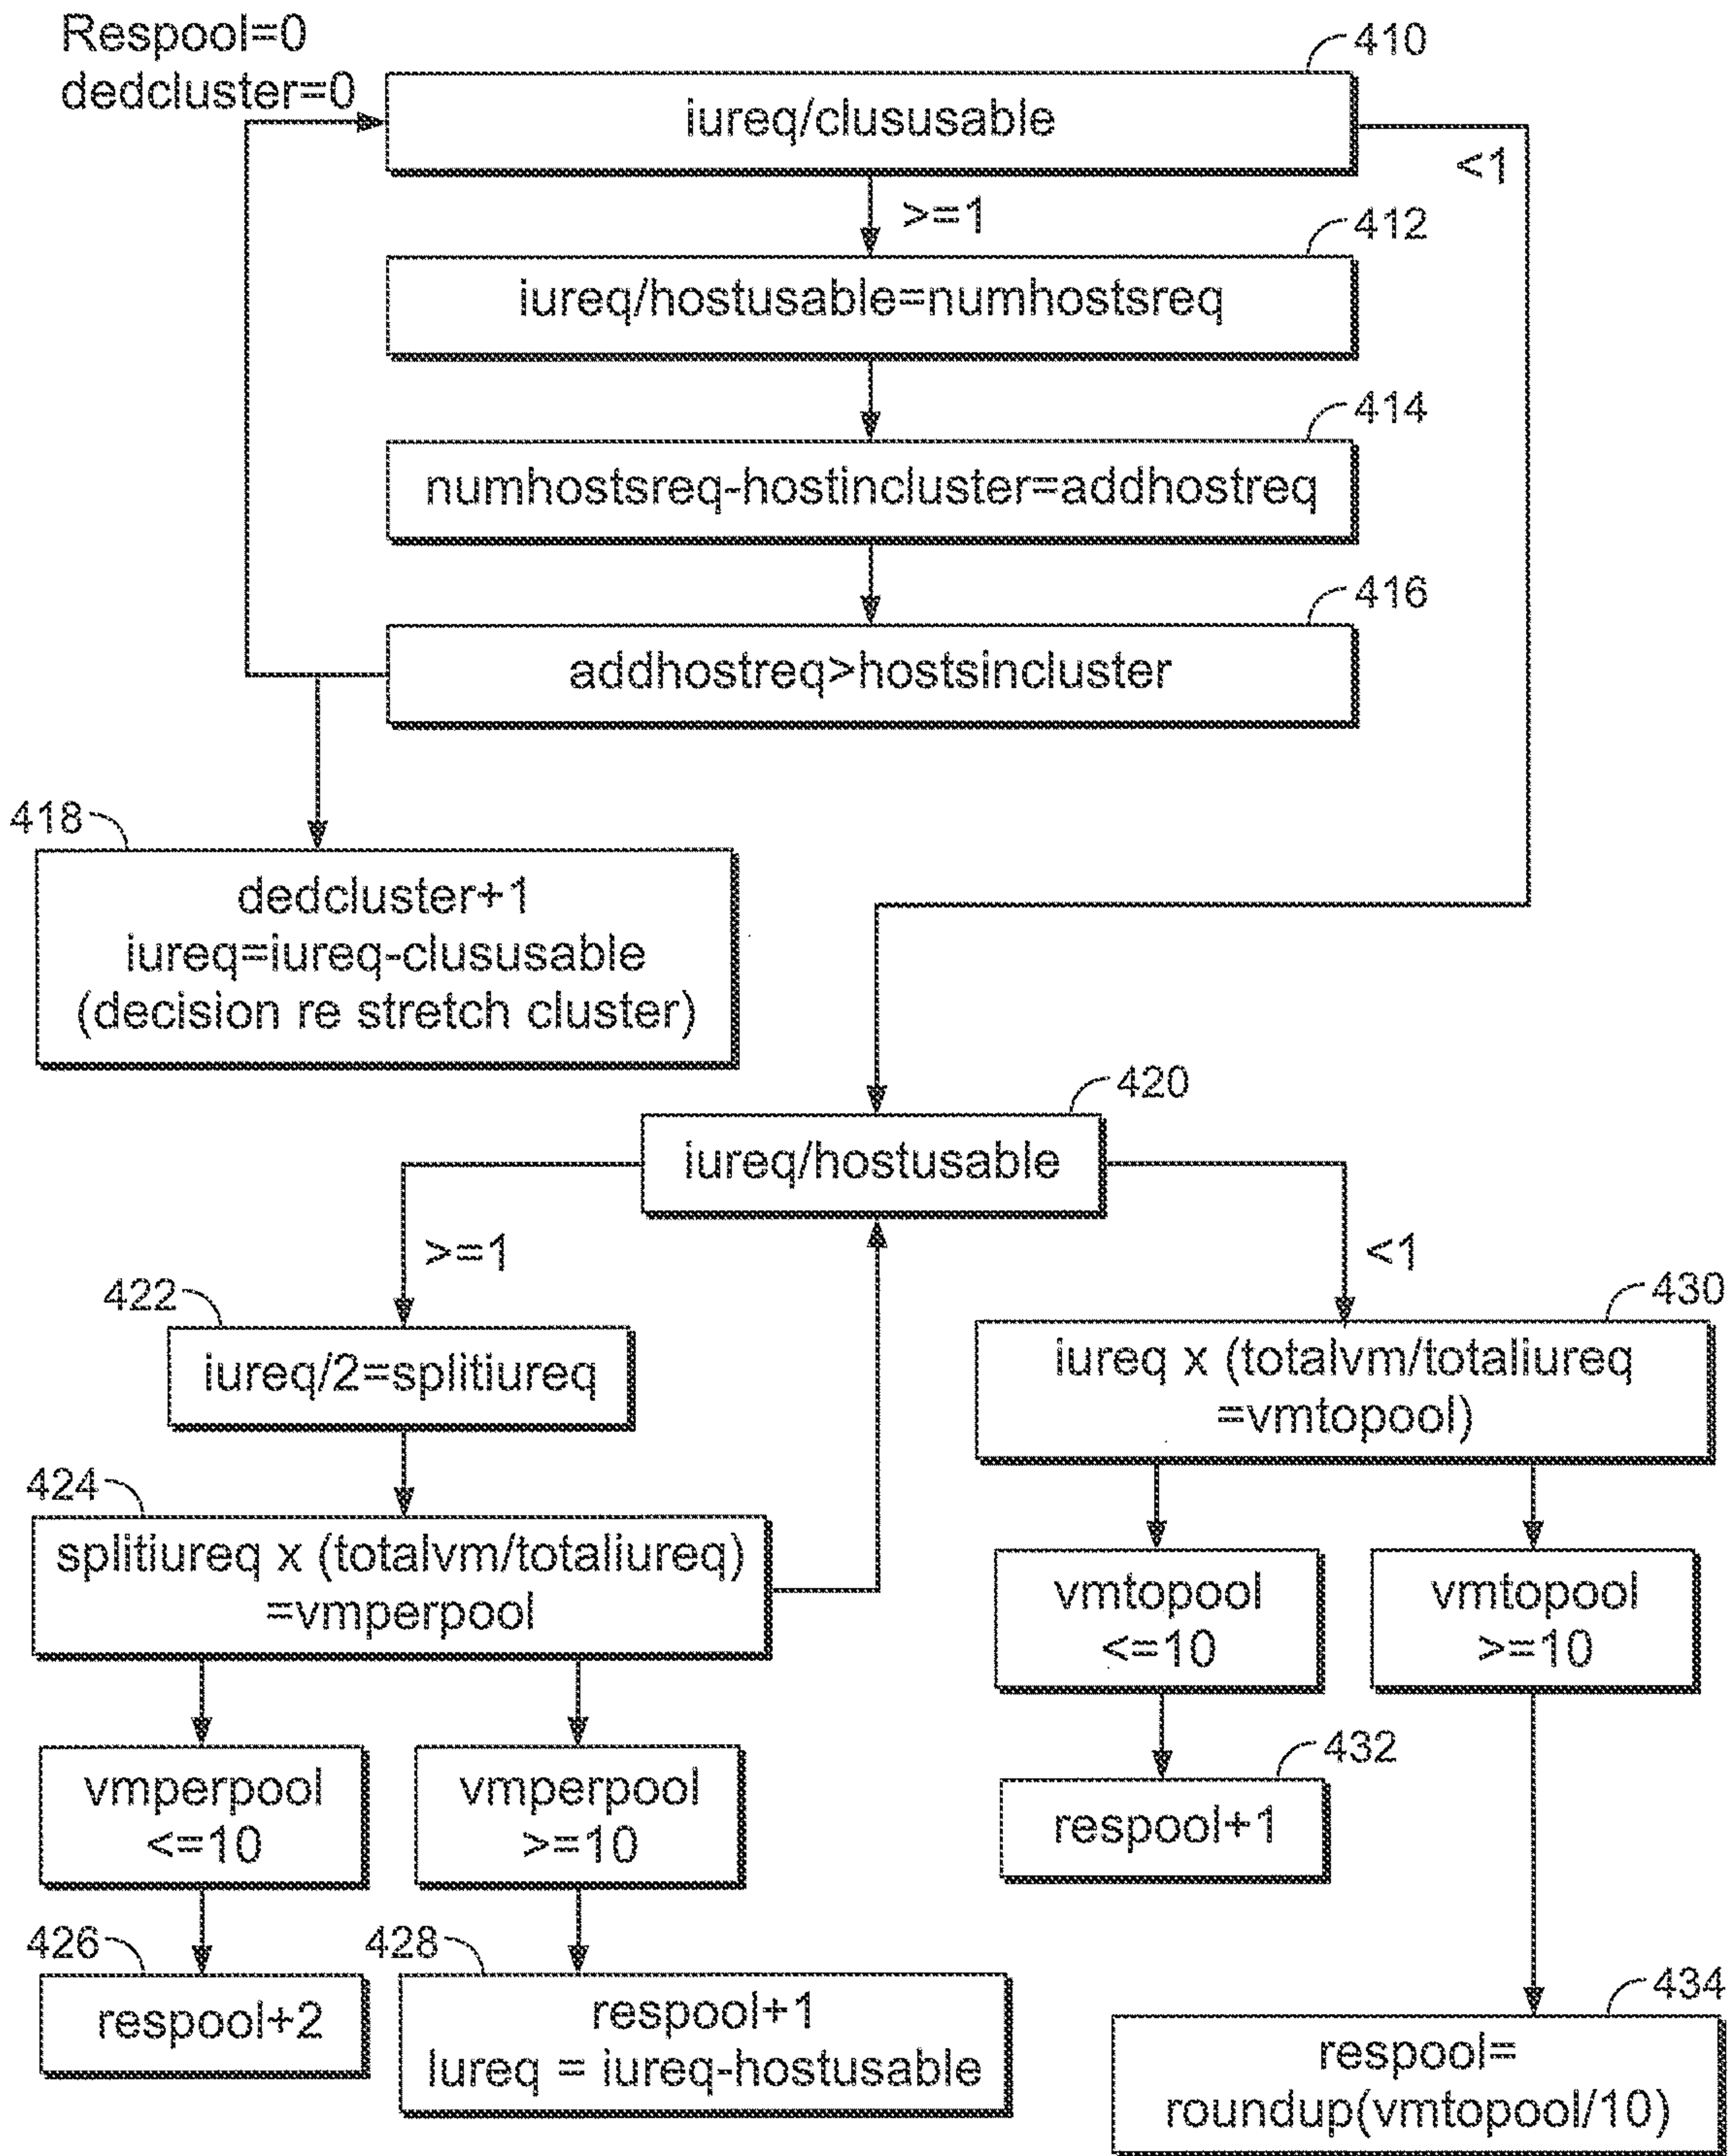 Respool=0
dedcluster=0
410
iureq/clususable
<1
>=1
412
iureq/hostusable=numhostsreq
414
numhostsreq-hostincluster=addhostreq
416
addhostreq>hostsincluster
418
dedcluster+1
iureq=iureq-clususable
(decision re stretch cluster)
420
iureq/hostusable
>=1
<1
422
iureq/2=splitiureq
430
iureq x (totalvm/totaliureq
=vmtopool)
424
splitiureq x (totalvm/totaliureq)
=vmperpool
vmtopool
<=10
vmtopool
>=10
vmperpool
<=10
vmperpool
>=10
432
respool+1
426
respool+2
428
respool+1
Iureq = iureq-hostusable
434
respool=
roundup(vmtopool/10)